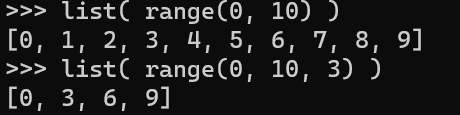 >>> list( range(0, 10) )
[0, 1, 2, 3, 4, 5, 6, 7, 8, 9]
>>> list( range(0, 10, 3) )
[0, 3, 6, 9]